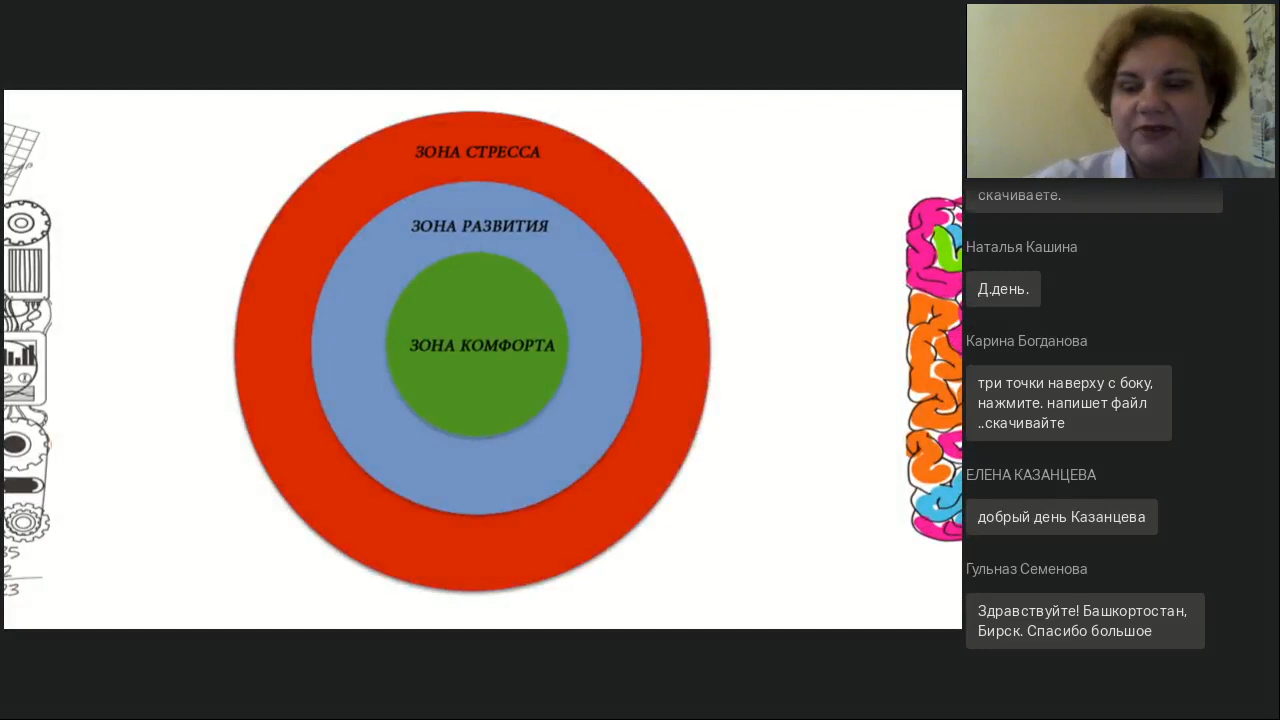 ЗОНА СТРЕССА
ЗОНА РАЗВИТИЯ
ЗОНА КОМФОРТА
скачиваете.
Наталья Кашина
Д.день.
Карина Богданова
три точки наверху с боку,
нажмите. напишет файл
..скачивайте
ЕЛЕНА КАЗАНЦЕВА
добрый день Казанцева
Гульназ Семенова
Здравствуйте! Башкортостан,
Бирск. Спасибо большое